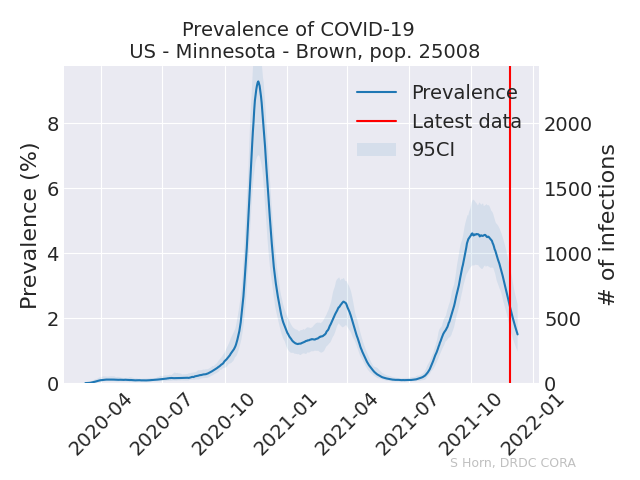 Prevalence of COVID-19
US - Minnesota - Brown, pop. 25008
Prevalence
Latest data
95CI
Prevalence (%)
8
6
4
2
0
# of infections
2000
1500
1000
500
0
2020-04
2020-07
2020-10
2021-01
2021-04
2021-07
2021-10
2022-01
S Horn, DRDC CORA